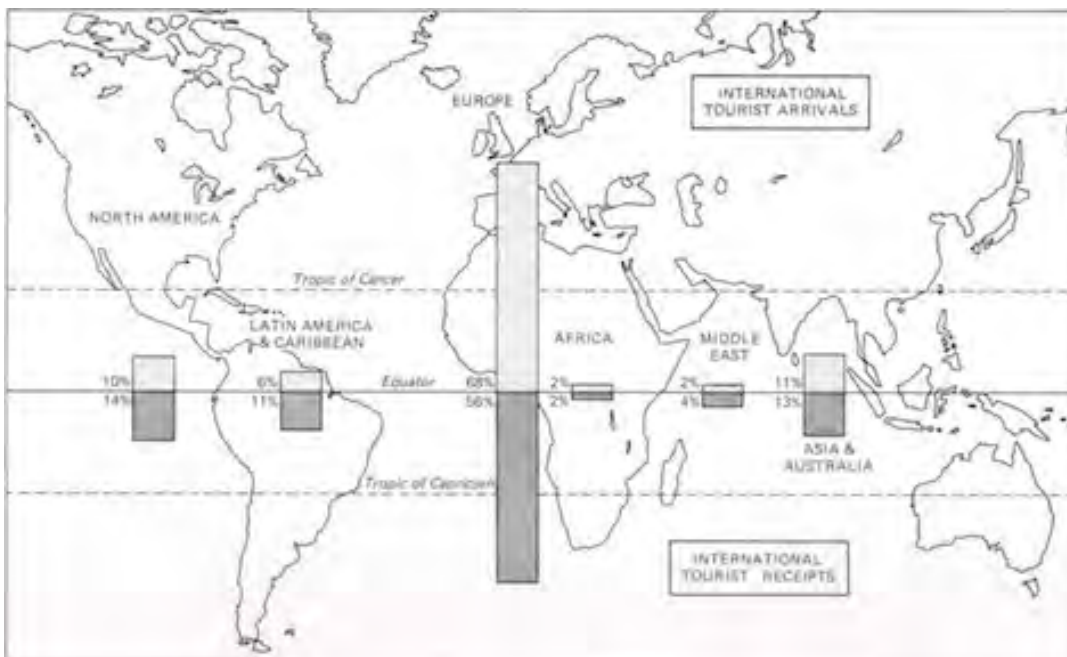 INTERNATIONAL
TOURIST ARRIVALS
EUROPE
NORTH AMERICA
Tropic of Cancer
LATIN AMERICA
& CARIBBEAN
AFRICA
MIDDLE
EAST
10%
6%
Equator
68%
2%
2%
11%
14%
11%
56%
2%
4%
13%
ASIA &
AUSTRALIA
Tropic of Capricorn
INTERNATIONAL
TOURIST RECEIPTS